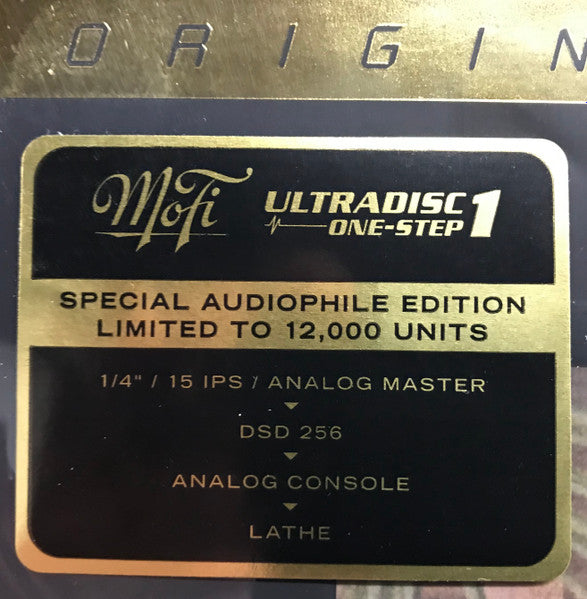 ORIGIN
MoFi
ULTRADISC
ONE-STEP 1
SPECIAL AUDIOPHILE EDITION
LIMITED TO 12,000 UNITS
1/4" / 15 IPS / ANALOG MASTER
DSD 256
ANALOG CONSOLE
LATHE